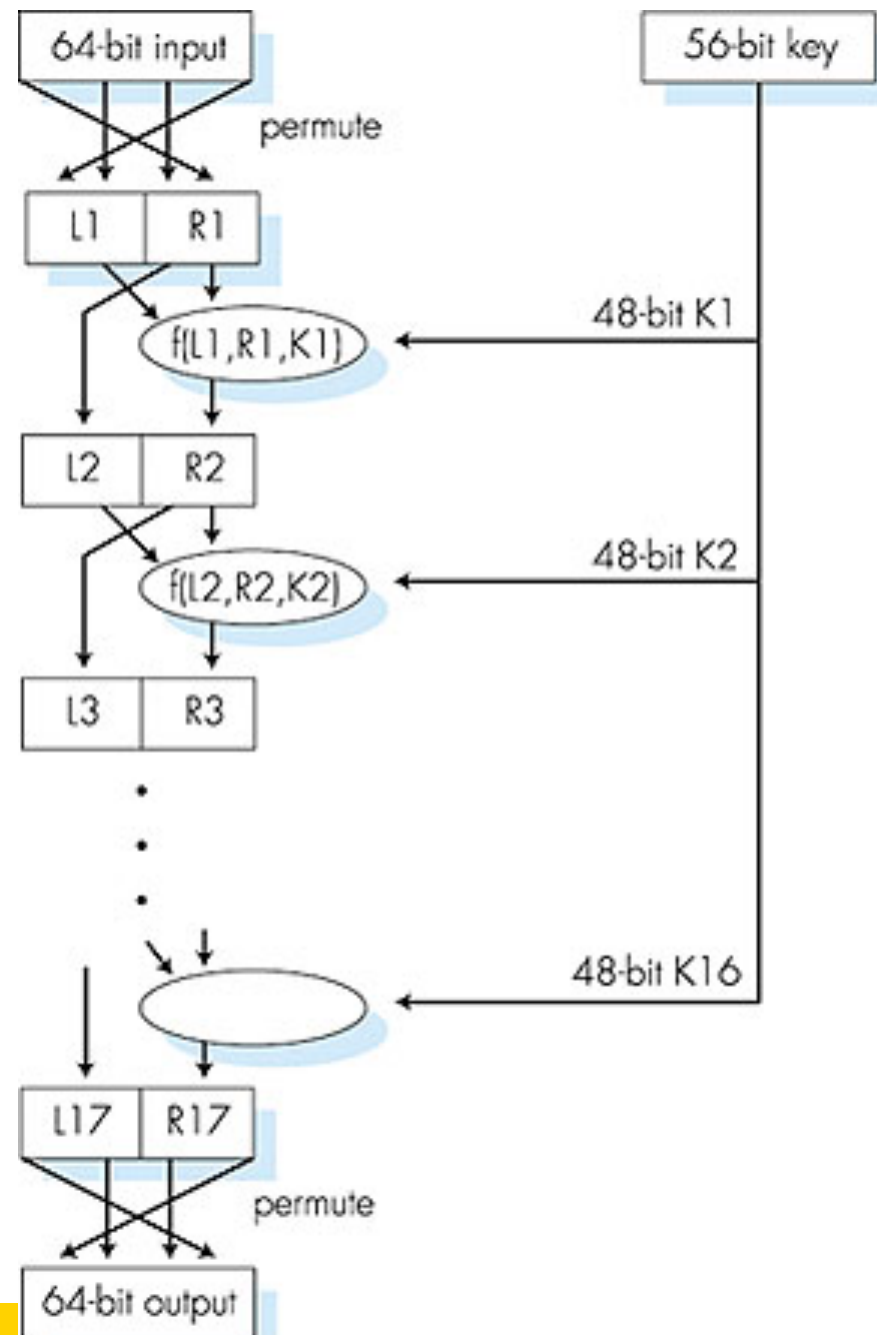 64-bit input
56-bit key
permute
L1 R1
48-bit K1
f(L1,R1,K1)
L2 R2
48-bit K2
f(L2,R2,K2)
L3 R3
48-bit K16
L17 R17
permute
64-bit output